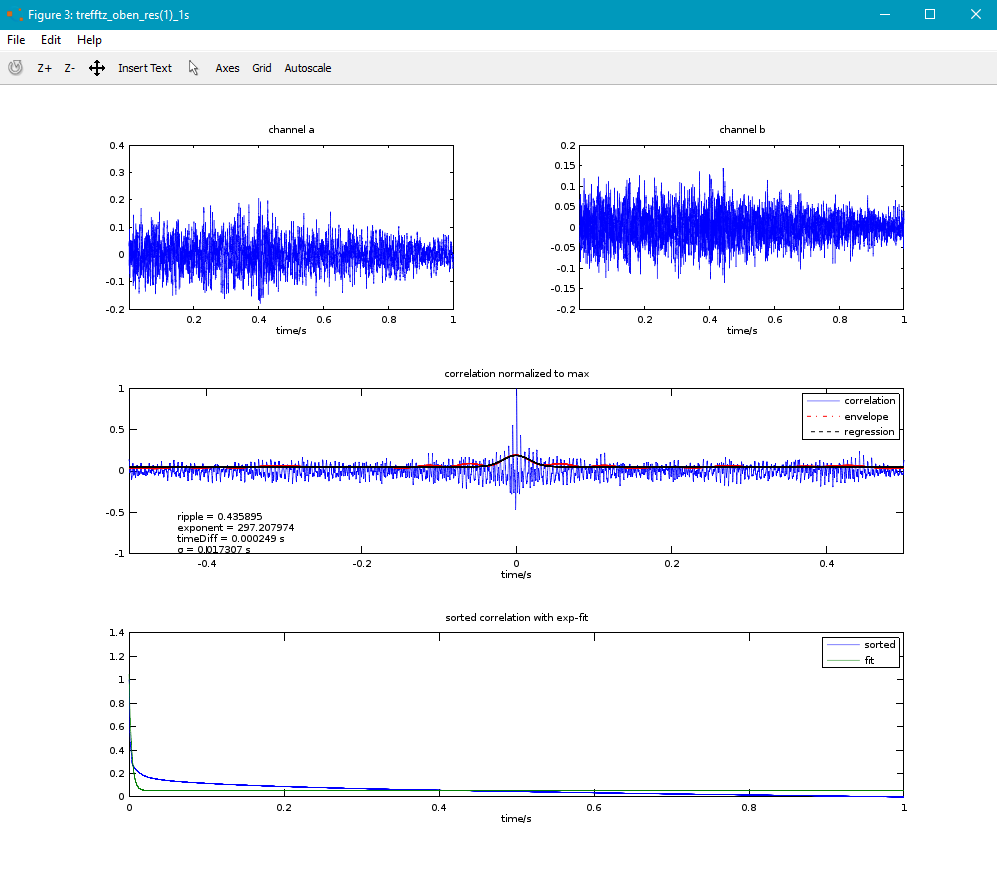 Figure 3: trefftz_oben_res(1)_1s
File Edit Help
Z+ Z- Insert Text Axes Grid Autoscale
channel a
0.4
0.3
0.2
0.1
0
-0.1
-0.2
0.2 0.4 0.6 0.8 1
time/s
channel b
0.2
0.15
0.1
0.05
0
-0.05
-0.1
-0.15
-0.2
0.2 0.4 0.6 0.8 1
time/s
correlation normalized to max
1
0.5
0
-0.5
-1
correlation
envelope
regression
ripple = 0.435895
exponent = 297.207974
timeDiff = 0.000249 s
σ = 0.017307 s
-0.4 -0.2 0 0.2 0.4
time/s
sorted correlation with exp-fit
1.4
1.2
1
0.8
0.6
0.4
0.2
0
sorted
fit
0 0.2 0.4 0.6 0.8 1
time/s